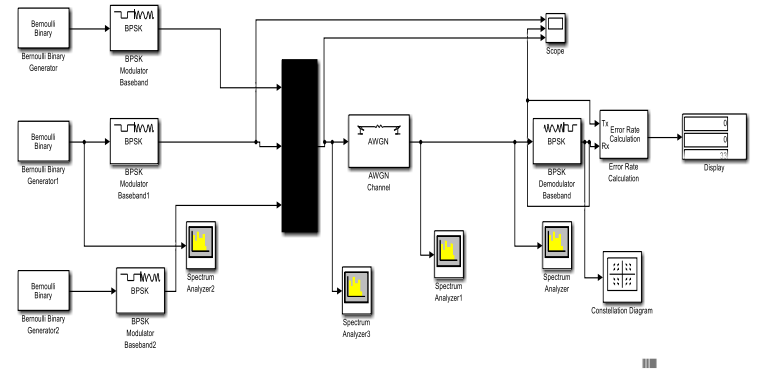 Bernoulli
Binary
Bernoulli Binary
Generator
BPSK
BPSK
Modulator
Baseband
Scope
Bernoulli
Binary
Bernoulli Binary
Generator1
BPSK
BPSK
Modulator
Baseband1
AWGN
AWGN
Channel
BPSK
BPSK
Demodulator
Baseband
Tx
Rx
Error Rate
Calculation
Error Rate
Calculation
0
0
Display
Spectrum
Analyzer2
Spectrum
Analyzer3
Spectrum
Analyzer1
Spectrum
Analyzer
Constellation Diagram
Bernoulli
Binary
Bernoulli Binary
Generator2
BPSK
BPSK
Modulator
Baseband2